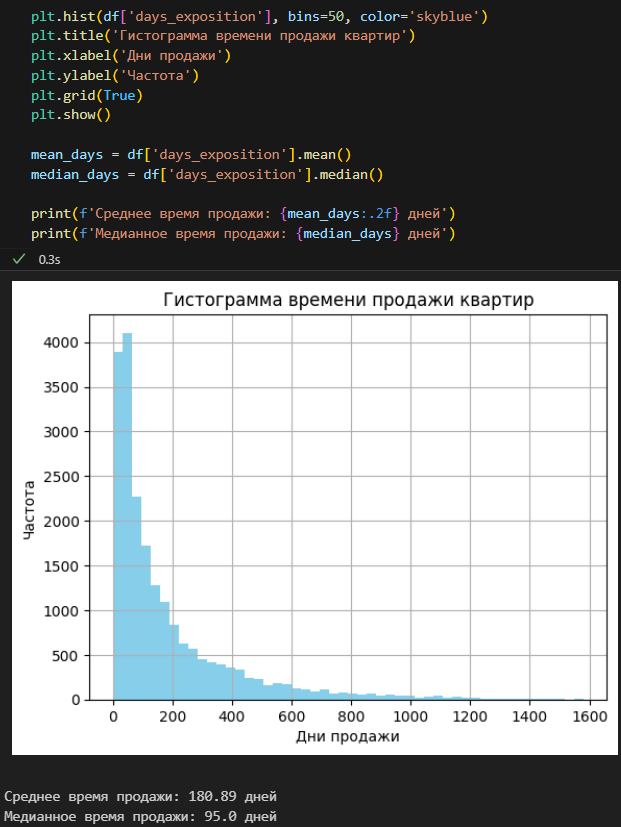 plt.hist(df['days_exposition'], bins=50, color='skyblue')
plt.title('Гистограмма времени продажи квартир')
plt.xlabel('Дни продажи')
plt.ylabel('Частота')
plt.grid(True)
plt.show()
mean_days = df['days_exposition'].mean()
median_days = df['days_exposition'].median()
print(f'Среднее время продажи: {mean_days:.2f} дней')
print(f'Медианное время продажи: {median_days} дней')
0.3s
Гистограмма времени продажи квартир
4000
3500
3000
2500
2000
1500
1000
500
0
Частота
0 200 400 600 800 1000 1200 1400 1600
Дни продажи
Среднее время продажи: 180.89 дней
Медианное время продажи: 95.0 дней